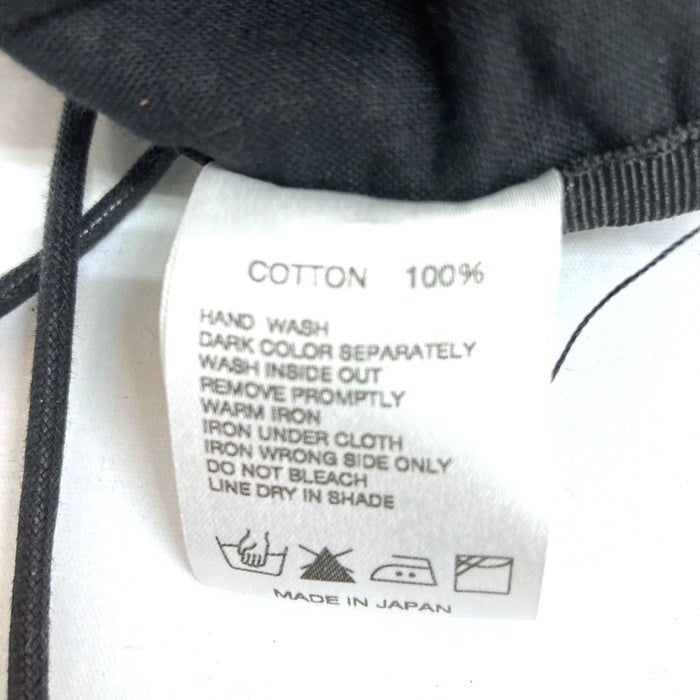 COTTON 100%
HAND WASH
DARK COLOR SEPARATELY
WASH INSIDE OUT
REMOVE PROMPTLY
WARM IRON
IRON UNDER CLOTH
IRON WRONG SIDE ONLY
DO NOT BLEACH
LINE DRY IN SHADE
MADE IN JAPAN